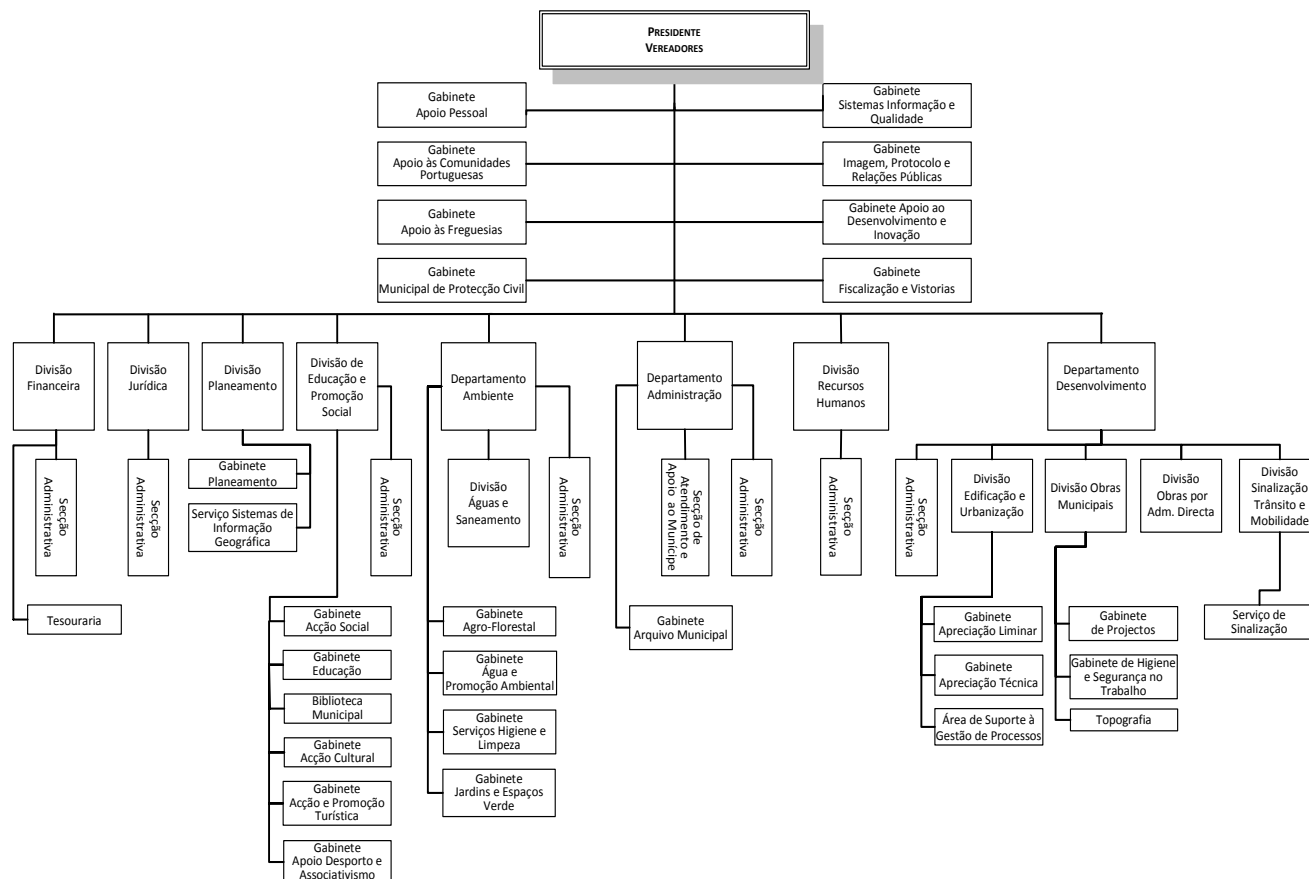 PRESIDENTE
VEREADORES
Gabinete
Apoio Pessoal
Gabinete
Sistemas Informação e
Qualidade
Gabinete
Apoio às Comunidades
Portuguesas
Gabinete
Imagem, Protocolo e
Relações Públicas
Gabinete
Apoio às Freguesias
Gabinete Apoio ao
Desenvolvimento e
Inovação
Gabinete
Municipal de Protecção Civil
Gabinete
Fiscalização e Vistorias
Divisão
Financeira
Divisão
Jurídica
Divisão
Planeamento
Divisão de
Educação e
Promoção
Social
Departamento
Ambiente
Departamento
Administração
Divisão
Recursos
Humanos
Departamento
Desenvolvimento
Secção
Administrativa
Tesouraria
Secção
Administrativa
Gabinete
Planeamento
Serviço Sistemas de
Informação
Geográfica
Secção
Administrativa
Gabinete
Acção Social
Gabinete
Educação
Biblioteca
Municipal
Gabinete
Acção Cultural
Gabinete
Acção e Promoção
Turística
Gabinete
Apoio Desporto e
Associativismo
Divisão
Águas e
Saneamento
Secção
Administrativa
Gabinete
Agro-Florestal
Gabinete
Água e
Promoção Ambiental
Gabinete
Serviços Higiene e
Limpeza
Gabinete
Jardins e Espaços
Verde
Secção de
Atendimento e
Apoio ao Munícipe
Secção
Administrativa
Gabinete
Arquivo Municipal
Secção
Administrativa
Secção
Administrativa
Divisão
Edificação e
Urbanização
Divisão Obras
Municipais
Divisão
Obras por
Adm. Directa
Divisão
Sinalização
Trânsito e
Mobilidade
Gabinete
Apreciação Liminar
Gabinete
Apreciação Técnica
Área de Suporte à
Gestão de Processos
Gabinete
de Projectos
Gabinete de Higiene
e Segurança no
Trabalho
Topografia
Serviço de
Sinalização